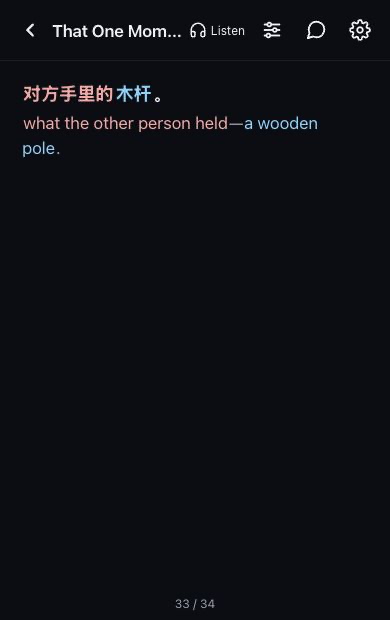 That One Mom... Listen
对方手里的木杆。
what the other person held—a wooden
pole.
33 / 34